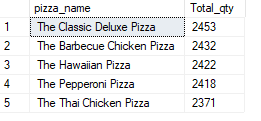 pizza_name Total_qty
1 The Classic Deluxe Pizza 2453
2 The Barbecue Chicken Pizza 2432
3 The Hawaiian Pizza 2422
4 The Pepperoni Pizza 2418
5 The Thai Chicken Pizza 2371